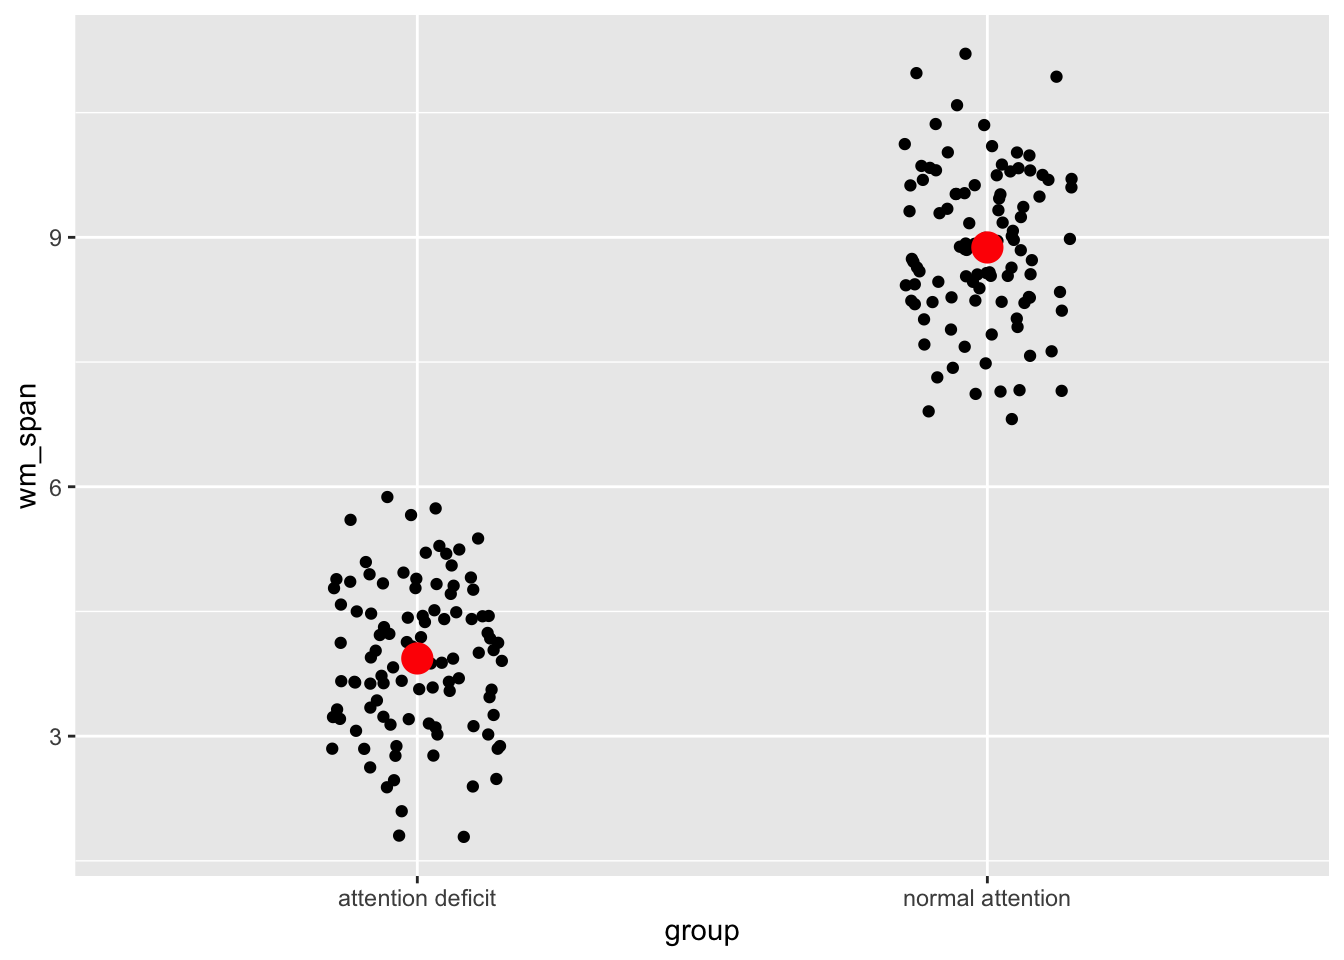 wm_span
9
6
3
attention deficit
normal attention
group